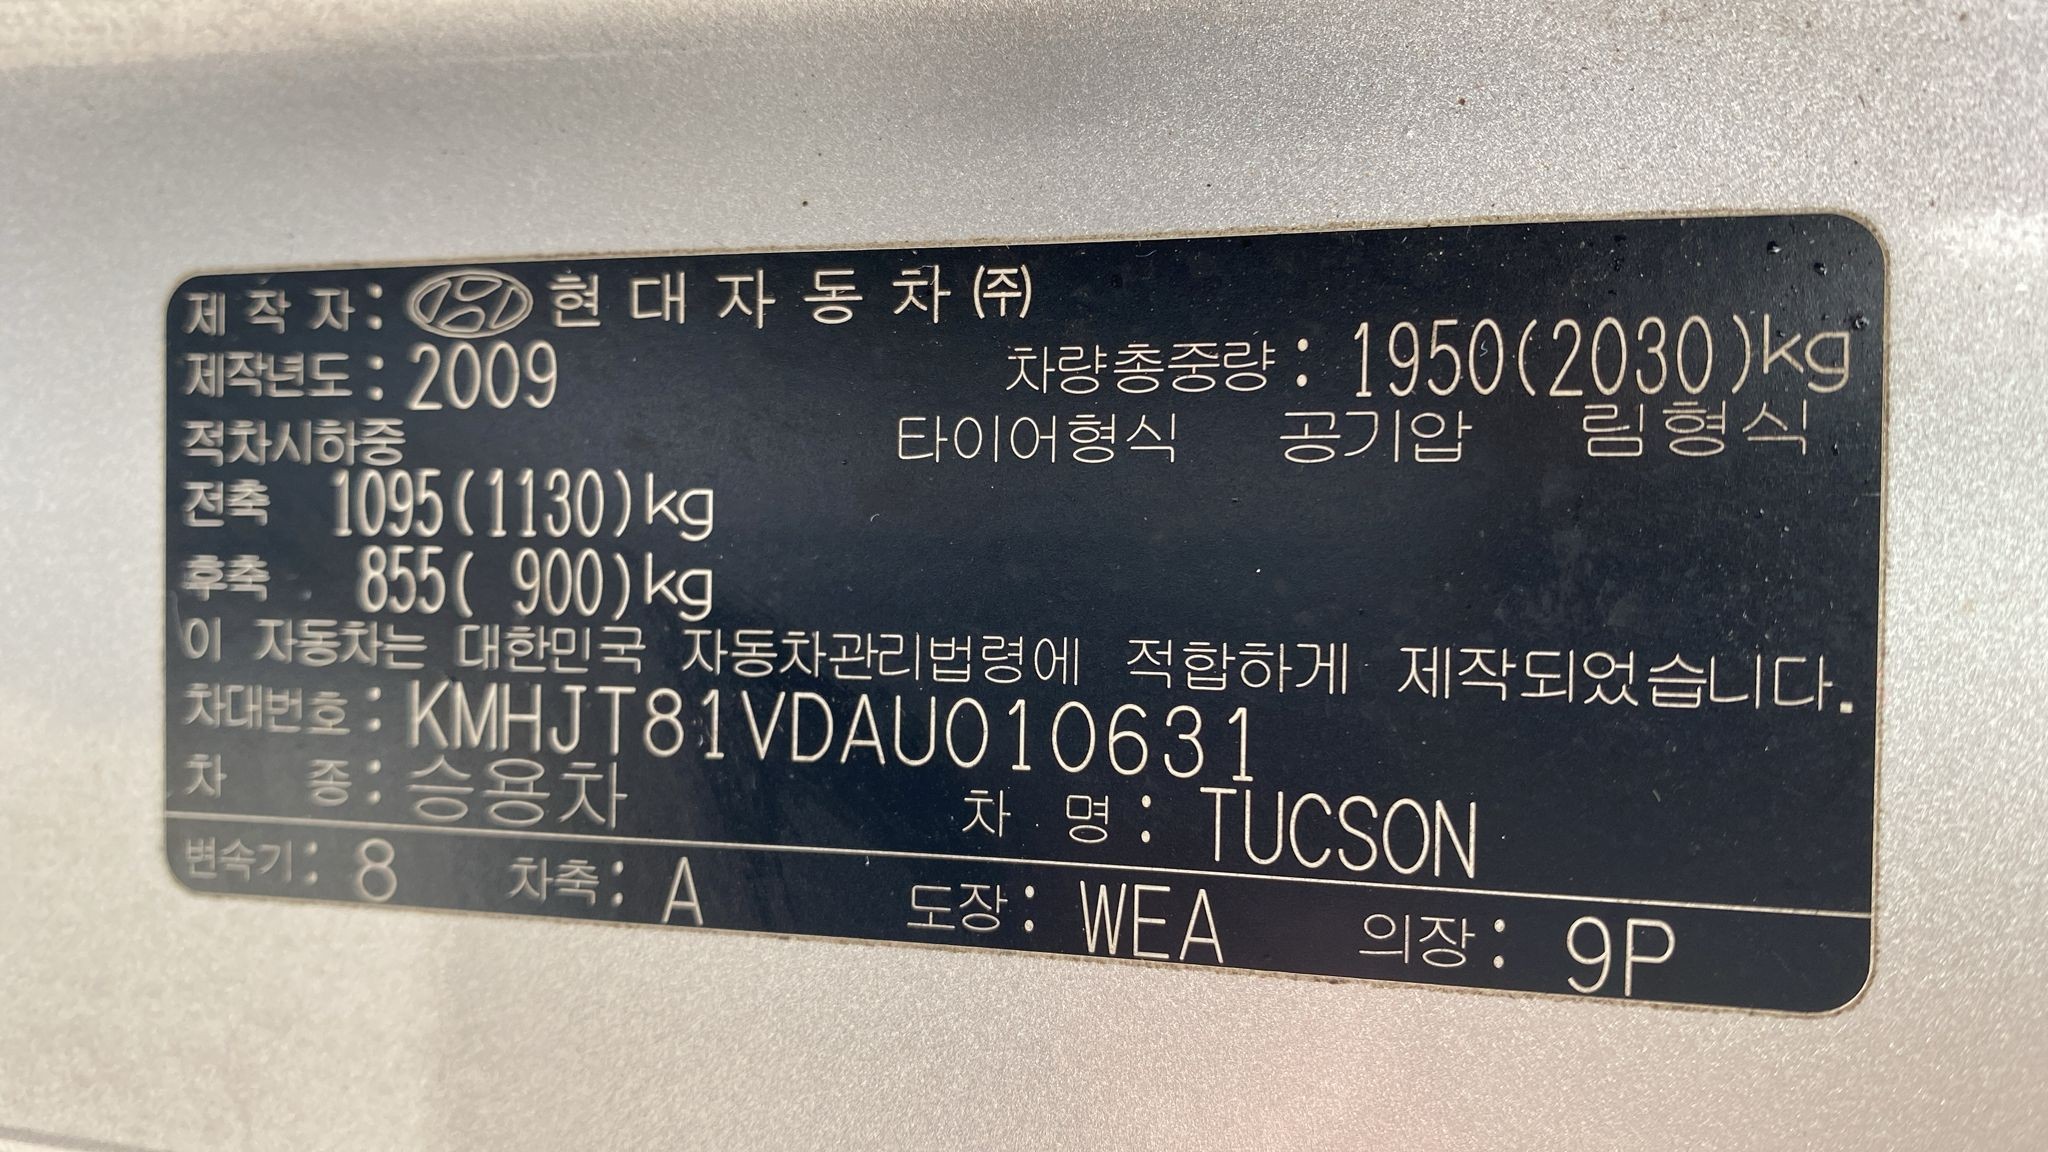 제 작 자 : 현 대 자 동 차 ㈜
제작년도 : 2009 차량총중량 : 1950(2030)kg
적차시하중 타이어형식 공기압 림형식
전축 1095(1130)kg
후축 855( 900)kg
이 자동차는 대한민국 자동차관리법령에 적합하게 제작되었습니다.
차대번호 : KMHJT81VDAU010631
차 종 : 승용차 차 명 : TUCSON
변속기 : 8 차축 : A 도장 : WEA 의장 : 9P